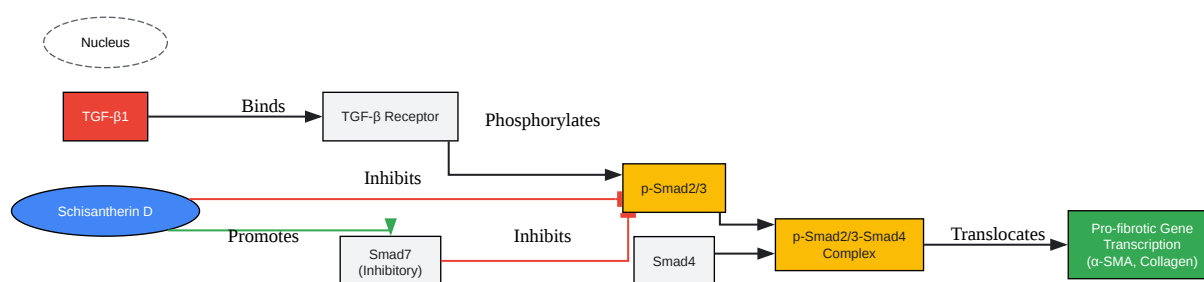 Nucleus
TGF-β1
Binds
TGF-β Receptor
Phosphorylates
Inhibits
p-Smad2/3
Schisantherin D
Promotes
Smad7
(Inhibitory)
Inhibits
Smad4
p-Smad2/3-Smad4
Complex
Translocates
Pro-fibrotic Gene
Transcription
(α-SMA, Collagen)